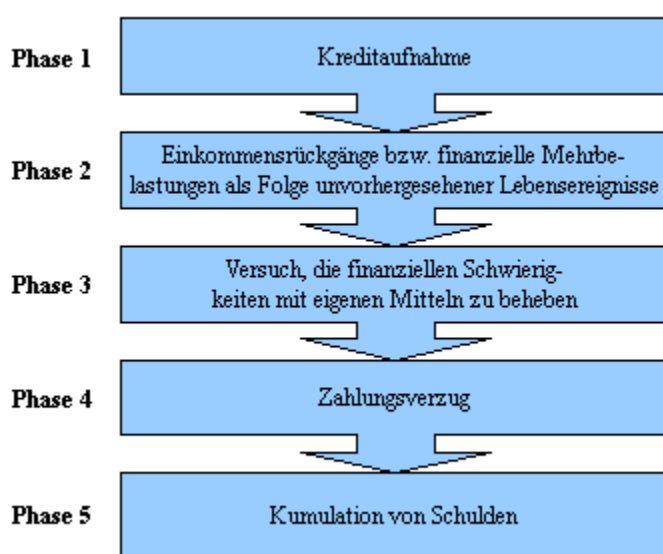 Phase 1
Kreditaufnahme
Phase 2
Einkommensrückgänge bzw. finanzielle Mehrbe-
lastungen als Folge unvorhergesehener Lebensereignisse
Phase 3
Versuch, die finanziellen Schwierig-
keiten mit eigenen Mitteln zu beheben
Phase 4
Zahlungsverzug
Phase 5
Kumulation von Schulden